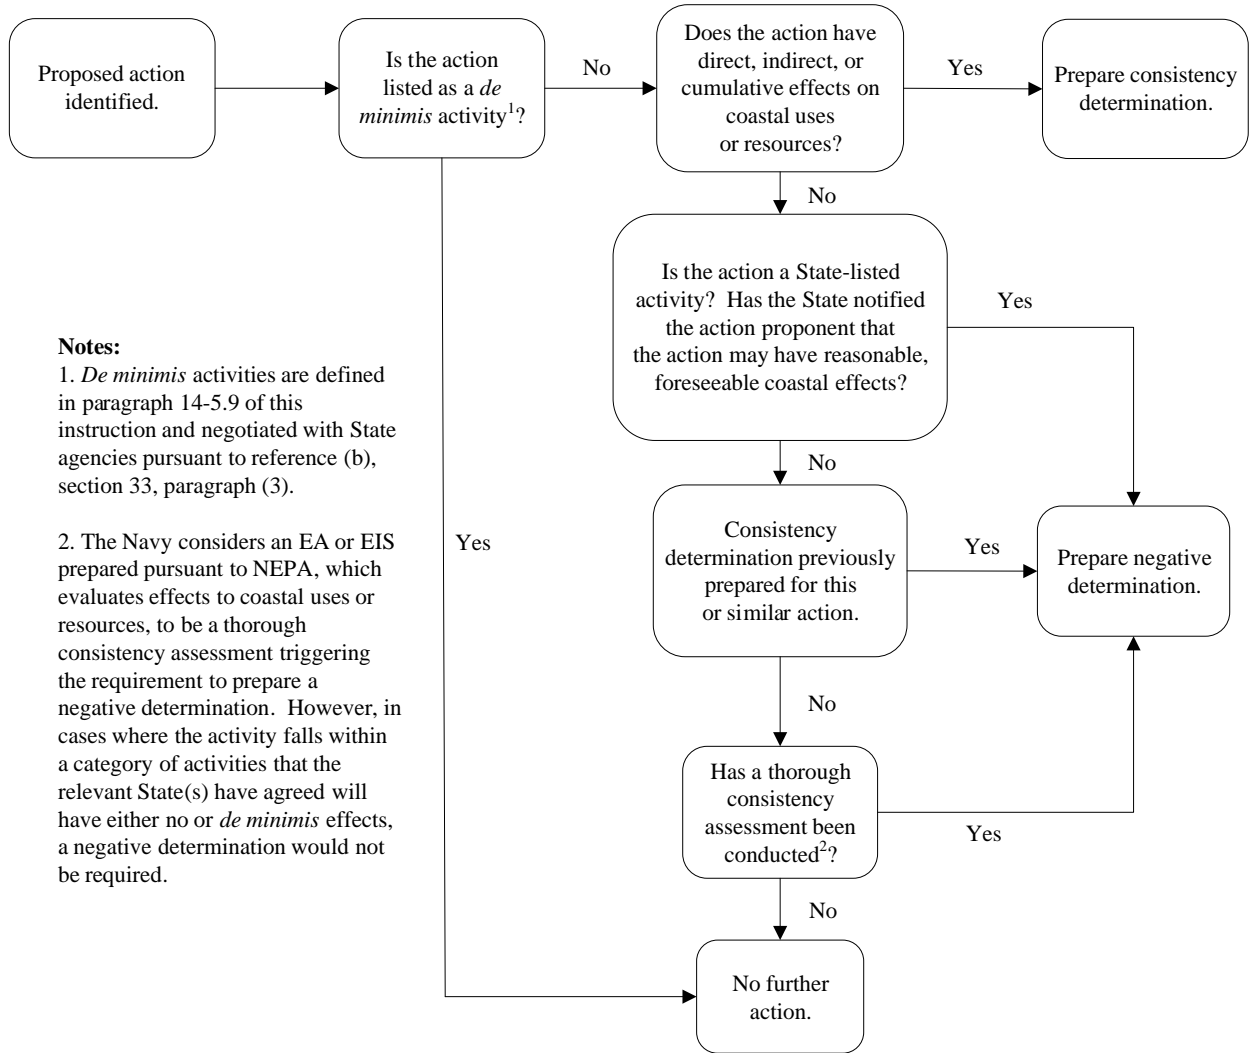 Proposed action
identified.
Is the action
listed as a de
minimis activity1?
No
Does the action have
direct, indirect, or
cumulative effects on
coastal uses
or resources?
Yes
Prepare consistency
determination.
No
Is the action a State-listed
activity?  Has the State notified
the action proponent that
the action may have reasonable,
foreseeable coastal effects?
Yes
No
Consistency
determination previously
prepared for this
or similar action.
Yes
Prepare negative
determination.
No
Has a thorough
consistency
assessment been
conducted2?
Yes
No
Yes
No further
action.
Notes:
1. De minimis activities are defined
in paragraph 14-5.9 of this
instruction and negotiated with State
agencies pursuant to reference (b),
section 33, paragraph (3).
2. The Navy considers an EA or EIS
prepared pursuant to NEPA, which
evaluates effects to coastal uses or
resources, to be a thorough
consistency assessment triggering
the requirement to prepare a
negative determination.  However, in
cases where the activity falls within
a category of activities that the
relevant State(s) have agreed will
have either no or de minimis effects,
a negative determination would not
be required.